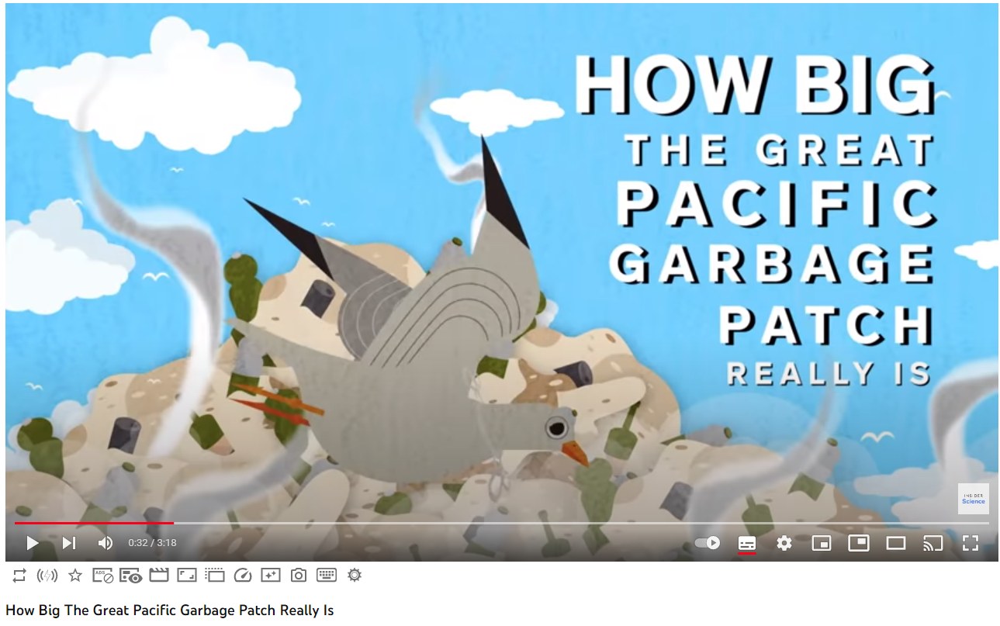 HOW BIG
THE GREAT
PACIFIC
GARBAGE
PATCH
REALLY IS
INSIDER
Science
0:32 / 3:18
ADS
How Big The Great Pacific Garbage Patch Really Is